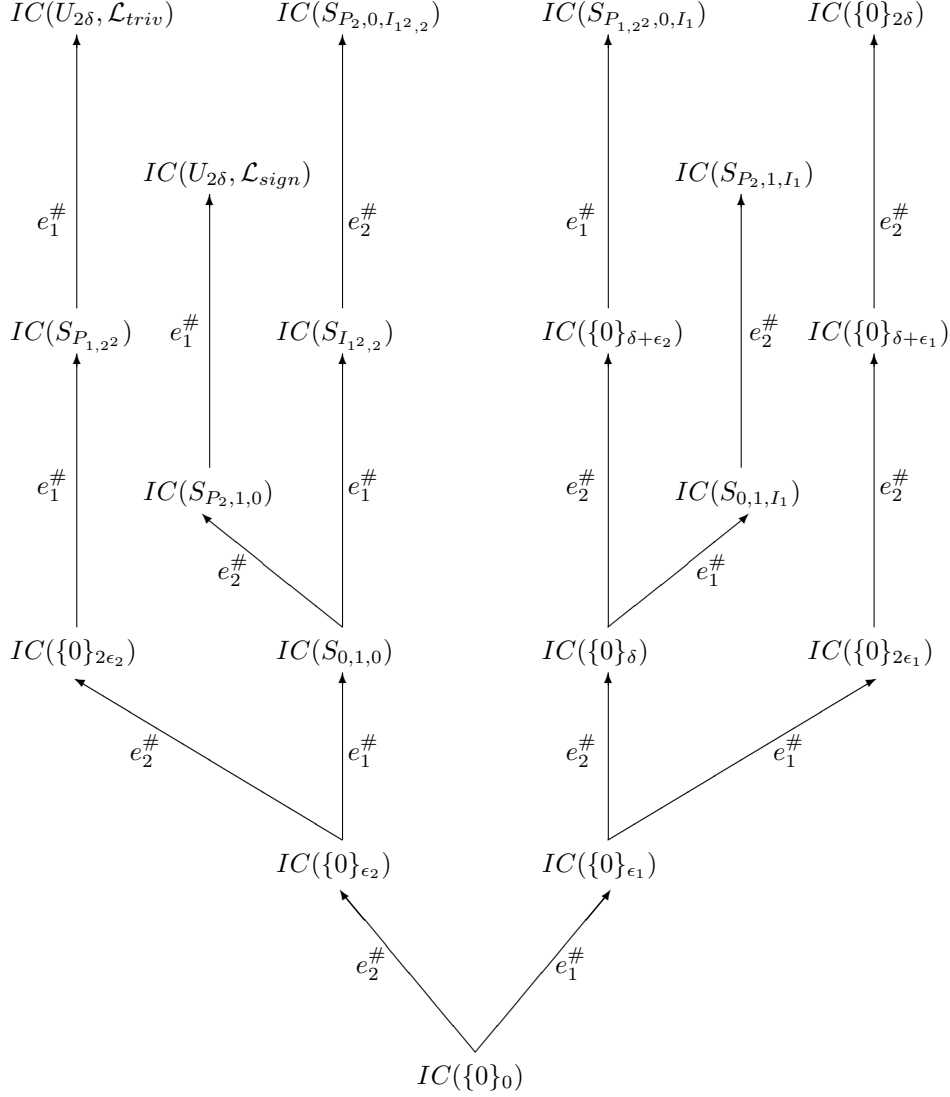 IC(U_{2δ}, \mathcal{L}_{triv}) IC(S_{P_2,0,I_{1^2,2}}) IC(S_{P_{1,2^2},0,I_1}) IC({0}_{2δ})
IC(U_{2δ}, \mathcal{L}_{sign}) IC(S_{P_2,1,I_1})
e_1^# e_2^# e_1^# e_2^#
IC(S_{P_{1,2^2}}) e_1^# IC(S_{I_{1^2,2}}) IC({0}_{δ+ϵ_2}) e_2^# IC({0}_{δ+ϵ_1})
e_1^# IC(S_{P_2,1,0}) e_1^# e_2^# IC(S_{0,1,I_1}) e_2^#
e_2^# e_1^#
IC({0}_{2ϵ_2}) IC(S_{0,1,0}) IC({0}_δ) IC({0}_{2ϵ_1})
e_2^# e_1^# e_2^# e_1^#
IC({0}_{ϵ_2}) IC({0}_{ϵ_1})
e_2^# e_1^#
IC({0}_0)